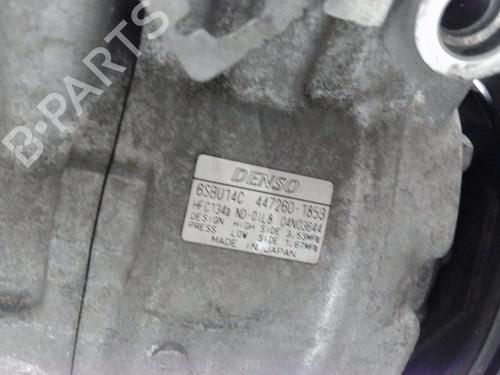 B-PARTS
DENSO
6SBU14C 447260-1853
HFC134a ND-OIL8 04N03644
DESIGN HIGH SIDE 3.53MPa
PRESS LOW SIDE 1.67MPa
MADE IN JAPAN